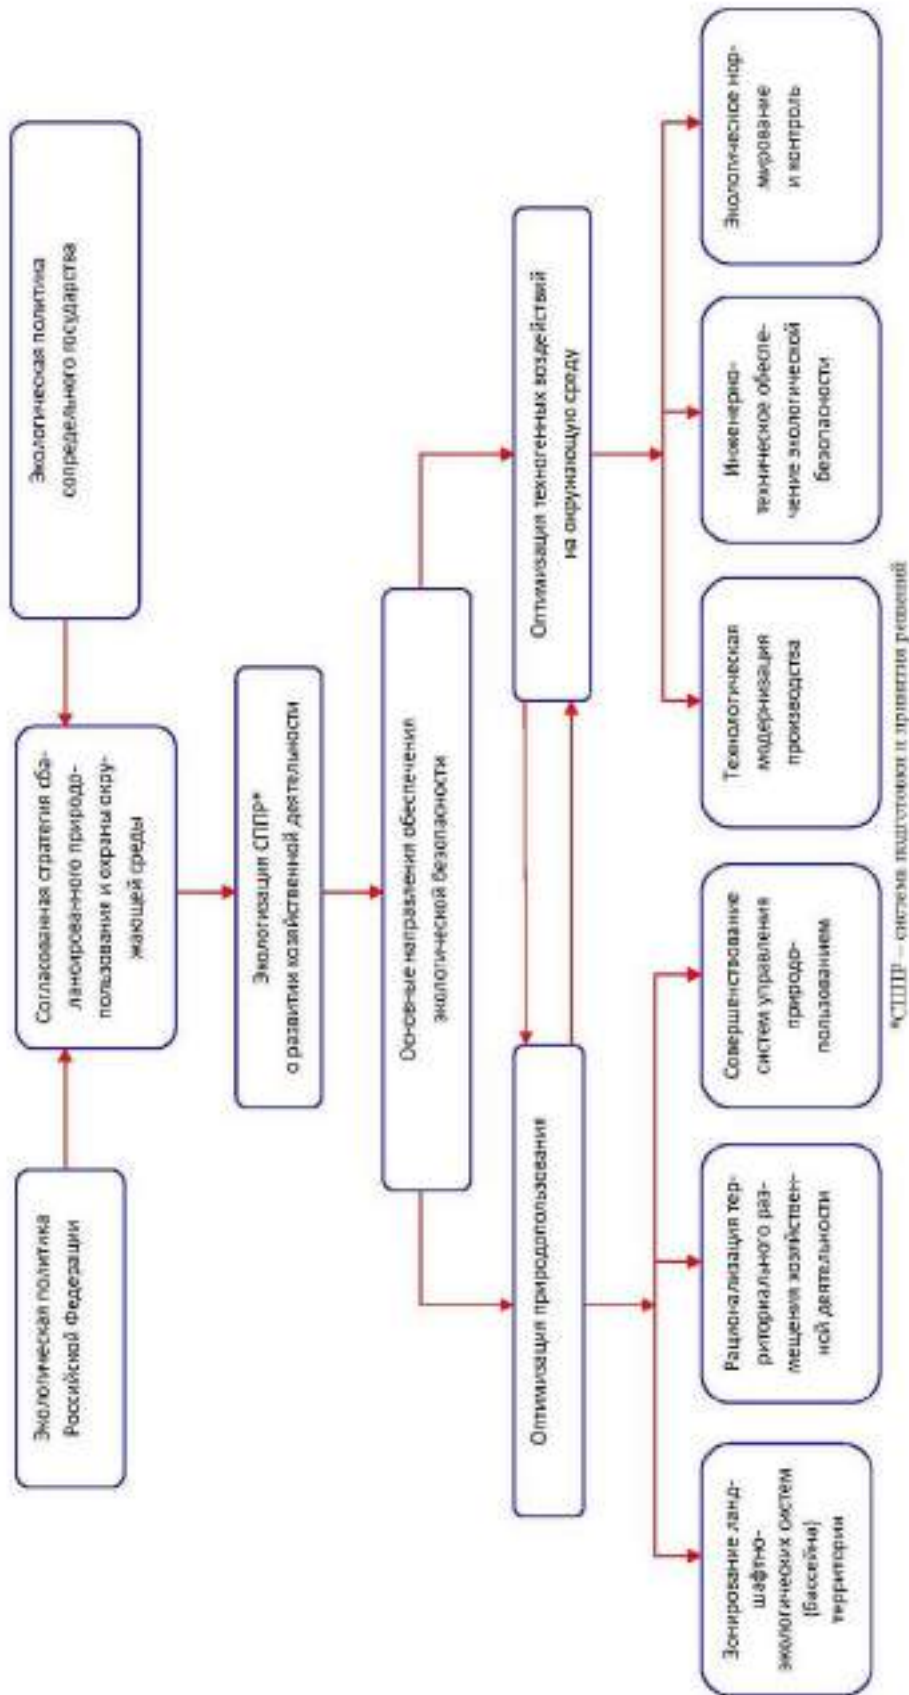 Экологическая политика
Российской Федерации
Согласованная стратегия сба-
лансированного природо-
пользования и охраны окру-
жающей среды
Экологическая политика
сопредельного государства
Экологизация СППР*
о развитии хозяйственной деятельности
Основные направления обеспечения
экологической безопасности
Оптимизация природопользования
Оптимизация техногенных воздействий
на окружающую среду
Зонирование ланд-
шафтно-
экологических систем
(бассейна)
территории
Рационализация тер-
риториального раз-
мещения хозяйствен-
ной деятельности
Совершенствование
систем управления
природо-
пользованием
Технологическая
модернизация
производства
Инженерно-
техническое обеспе-
чение экологической
безопасности
Экологическое нор-
мирование
и контроль
*СППР – система подготовки и принятия решений